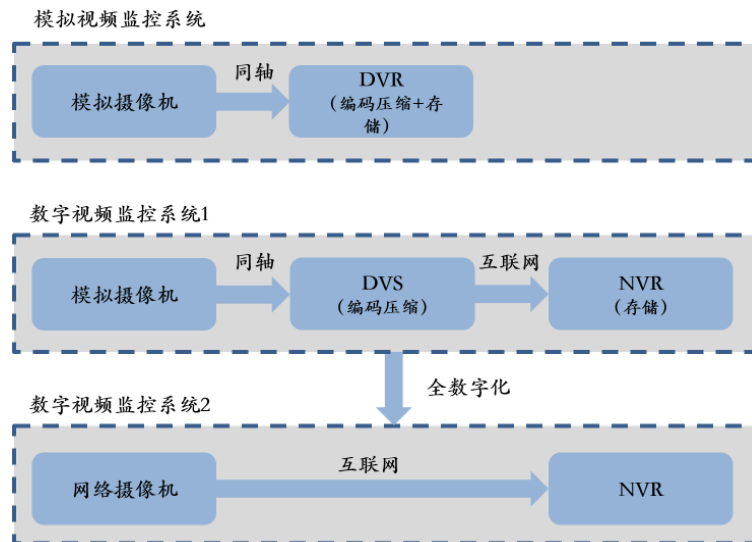 模拟视频监控系统
同轴
模拟摄像机
DVR
（编码压缩+存
储）
数字视频监控系统1
同轴
互联网
模拟摄像机
DVS
（编码压缩）
NVR
（存储）
全数字化
数字视频监控系统2
互联网
网络摄像机
NVR